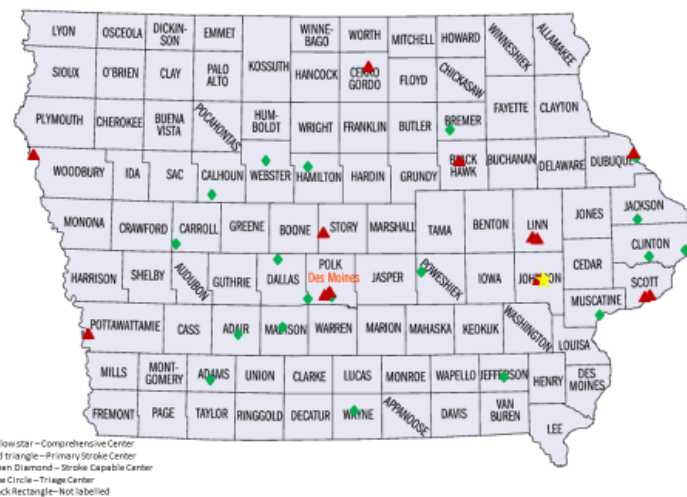 LYON OSCEOLA DICKIN-SON EMMET WINNE-BAGO WORTH MITCHELL HOWARD WINNESHIEK ALLAMAKEE
SIOUX O'BRIEN CLAY PALO ALTO KOSSUTH HANCOCK GORDO FLOYD CHICKASAW
PLYMOUTH CHEROKEE BUENA VISTA POCAHONTAS HUM-BOLDT WRIGHT FRANKLIN BUTLER BREMER FAYETTE CLAYTON
WOODBURY IDA SAC CALHOUN WEBSTER HAMILTON HARDIN GRUNDY HAWK BUCHANAN DELAWARE DUBUQUE
MONONA CRAWFORD CARROLL GREENE BOONE STORY MARSHALL TAMA BENTON LINN JONES JACKSON
CLINTON
HARRISON SHELBY AUDUBON GUTHRIE DALLAS POLK JASPER POWESHIEK IOWA JOHNSON CEDAR SCOTT
Des Moines
MUSCATINE
POTTAWATTAMIE CASS ADAIR MADISON WARREN MARION MAHASKA KEOKUK WASHINGTON LOUISA
MILLS MONT-GOMERY ADAMS UNION CLARKE LUCAS MONROE WAPELLO JEFFERSON HENRY DES MOINES
FREMONT PAGE TAYLOR RINGGOLD DECATUR WAYNE APPANOOSE DAVIS VAN BUREN LEE
low star – Comprehensive Center
d triangle – Primary Stroke Center
en Diamond – Stroke Capable Center
e Circle – Triage Center
ck Rectangle – Not labelled